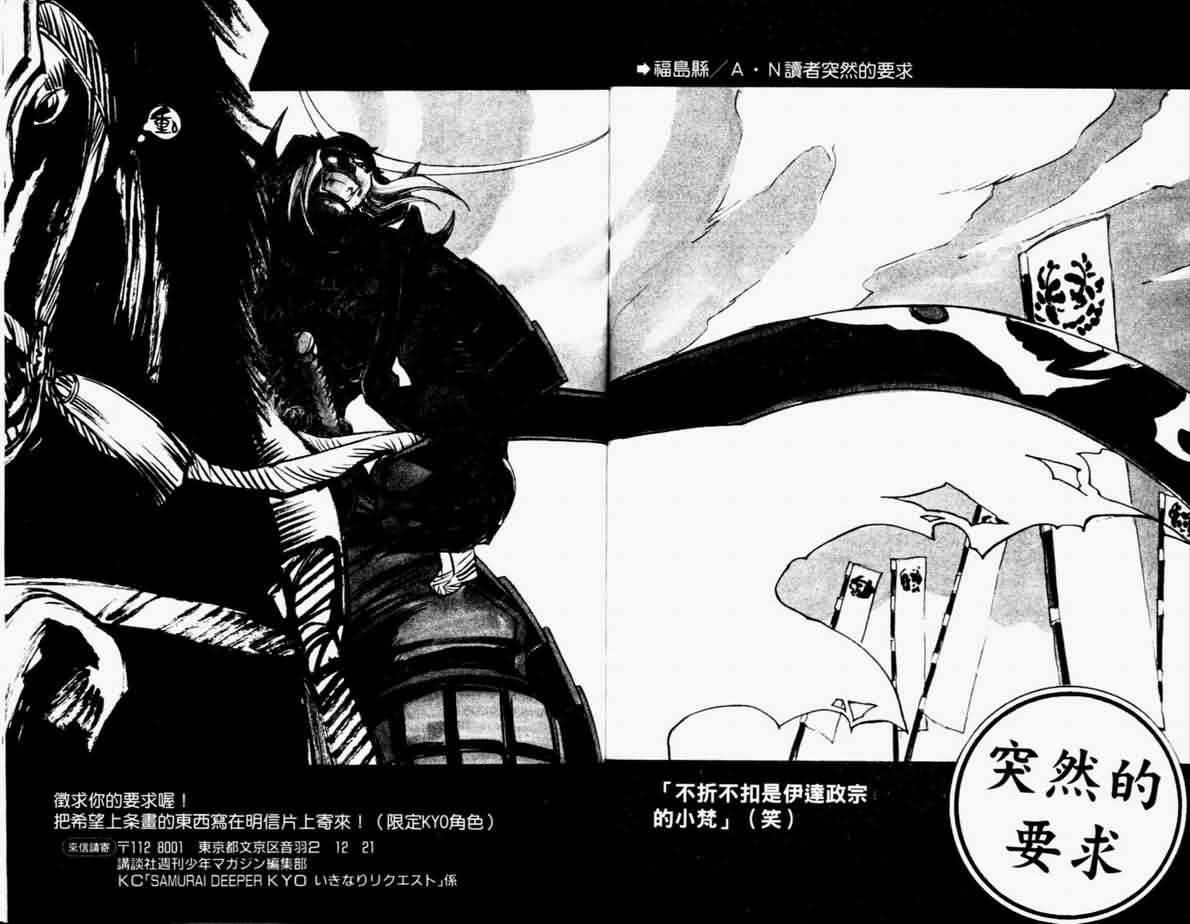 ➡福島縣／A・N讀者突然的要求
重。
突然的
要求
「不折不扣是伊達政宗
的小梵」（笑）
徵求你的要求喔！
把希望上条畫的東西寫在明信片上寄來！（限定KYO角色）
來信請寄 〒112 8001 東京都文京区音羽2 12 21
講談社週刊少年マガジン編集部
KC「SAMURAI DEEPER KYO いきなりリクエスト」係